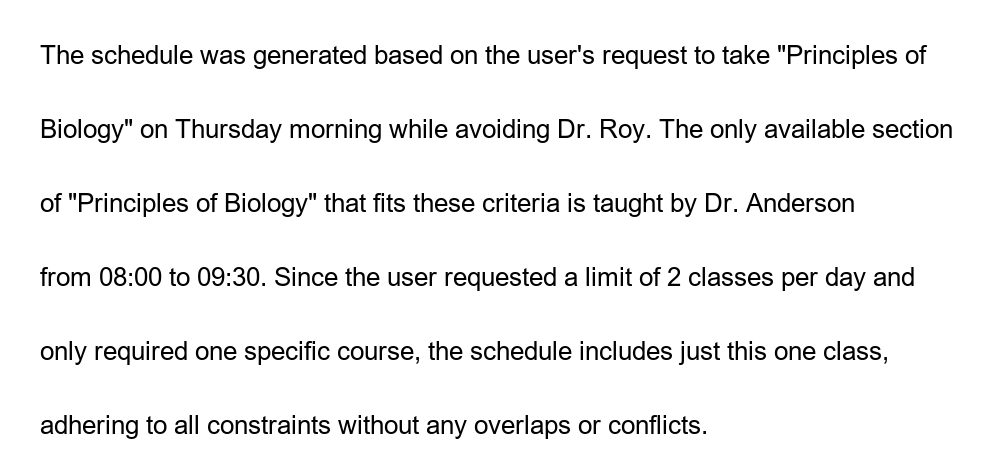 The schedule was generated based on the user's request to take "Principles of
Biology" on Thursday morning while avoiding Dr. Roy. The only available section
of "Principles of Biology" that fits these criteria is taught by Dr. Anderson
from 08:00 to 09:30. Since the user requested a limit of 2 classes per day and
only required one specific course, the schedule includes just this one class,
adhering to all constraints without any overlaps or conflicts.